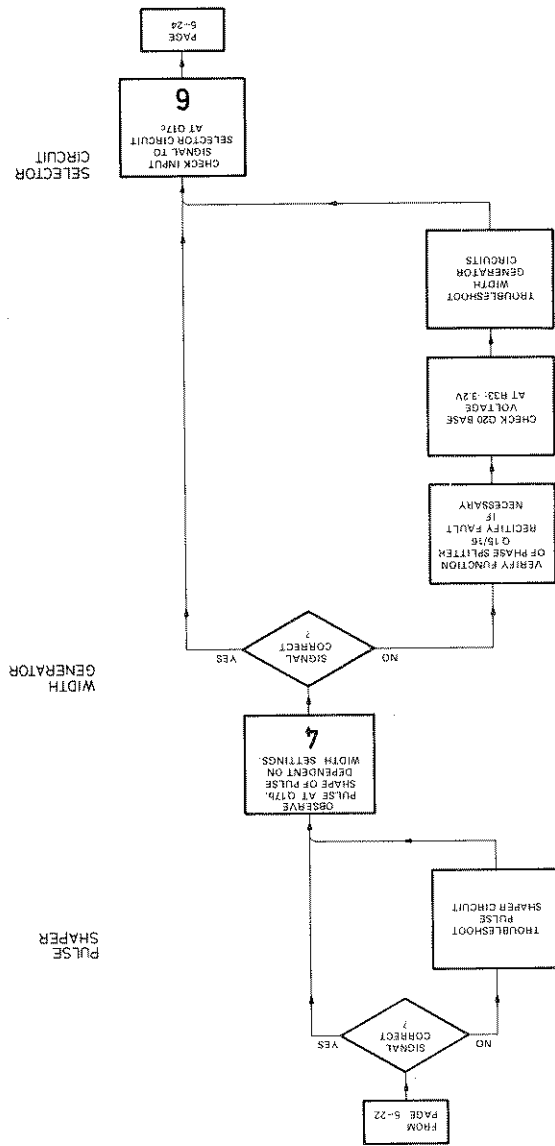 FROM
PAGE 5-22
SIGNAL
CORRECT
?
NO
YES
PULSE
SHAPER
TROUBLESHOOT
PULSE
SHAPER CIRCUIT
OBSERVE
PULSE AT Q17b.
SHAPE OF PULSE
DEPENDENT ON
WIDTH SETTINGS.
4
WIDTH
GENERATOR
SIGNAL
CORRECT
?
NO
YES
VERIFY FUNCTION
OF PHASE SPLITTER
Q15/16
RECITIFY FAULT
IF
NECESSARY
CHECK Q20 BASE
VOLTAGE
AT R33: -3.2V
TROUBLESHOOT
WIDTH
GENERATOR
CIRCUITS
SELECTOR
CIRCUIT
CHECK INPUT
SIGNAL TO
SELECTOR CIRCUIT
AT Q17c
PAGE
5-24